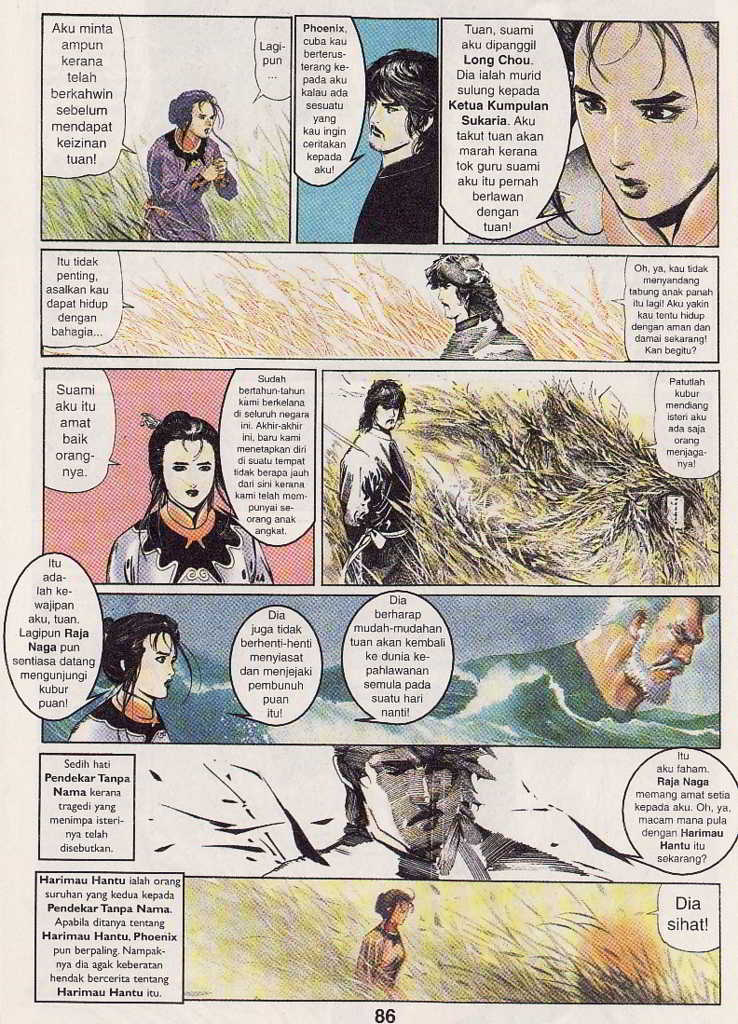 Aku minta
ampun
kerana
telah
berkahwin
sebelum
mendapat
keizinan
tuan!
Lagi-
pun
...
Phoenix,
cuba kau
berterus-
terang ke-
pada aku
kalau ada
sesuatu
yang
kau ingin
ceritakan
kepada
aku!
Tuan, suami
aku dipanggil
Long Chou.
Dia ialah murid
sulung kepada
Ketua Kumpulan
Sukaria. Aku
takut tuan akan
marah kerana
tok guru suami
aku itu pernah
berlawan
dengan
tuan!
Itu tidak
penting,
asalkan kau
dapat hidup
dengan
bahagia...
Oh, ya, kau tidak
menyandang
tabung anak panah
itu lagi! Aku yakin
kau tentu hidup
dengan aman dan
damai sekarang!
Kan begitu?
Suami
aku itu
amat
baik
orang-
nya.
Sudah
bertahun-tahun
kami berkelana
di seluruh negara
ini. Akhir-akhir
ini, baru kami
menetapkan diri
di suatu tempat
tidak berapa jauh
dari sini kerana
kami telah mem-
punyai se-
orang anak
angkat.
Patutlah
kubur
mendiang
isteri aku
ada saja
orang
menjaga-
nya!
Itu
ada-
lah ke-
wajipan
aku, tuan.
Lagipun Raja
Naga pun
sentiasa datang
mengunjungi
kubur
puan!
Dia
juga tidak
berhenti-henti
menyiasat
dan menjejaki
pembunuh
puan
itu!
Dia
berharap
mudah-mudahan
tuan akan kembali
ke dunia ke-
pahlawanan
semula pada
suatu hari
nanti!
Sedih hati
Pendekar Tanpa
Nama kerana
tragedi yang
menimpa isteri-
nya telah
disebutkan.
Itu
aku faham.
Raja Naga
memang amat setia
kepada aku. Oh, ya,
macam mana pula
dengan Harimau
Hantu itu
sekarang?
Harimau Hantu ialah orang
suruhan yang kedua kepada
Pendekar Tanpa Nama.
Apabila ditanya tentang
Harimau Hantu, Phoenix
pun berpaling. Nampak-
nya dia agak keberatan
hendak bercerita tentang
Harimau Hantu itu.
Dia
sihat!
86